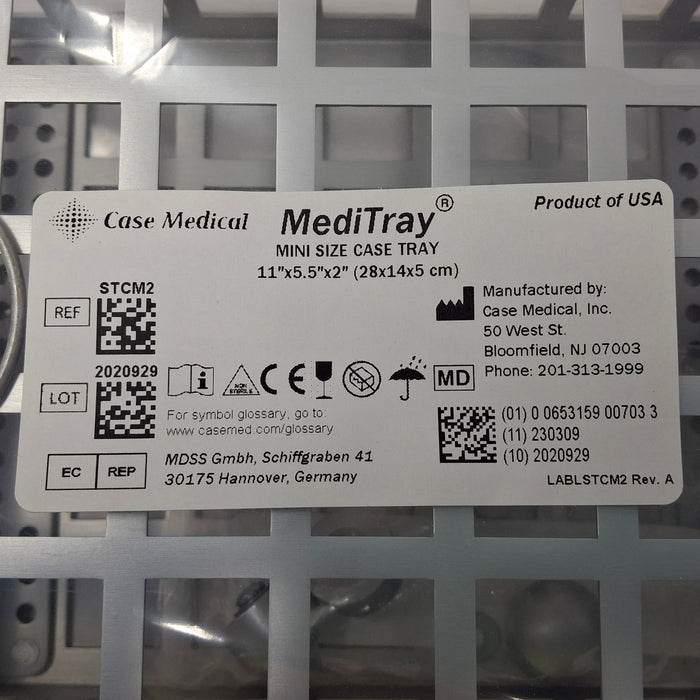 Case Medical
MediTray®
Product of USA
MINI SIZE CASE TRAY
11"x5.5"x2" (28x14x5 cm)
STCM2
REF
Manufactured by:
Case Medical, Inc.
50 West St.
Bloomfield, NJ 07003
Phone: 201-313-1999
2020929
LOT
NON
STERILE
CE
MD
For symbol glossary, go to:
www.casemed.com/glossary
(01) 0 0653159 00703 3
(11) 230309
(10) 2020929
EC REP
MDSS Gmbh, Schiffgraben 41
30175 Hannover, Germany
LABLSTCM2 Rev. A